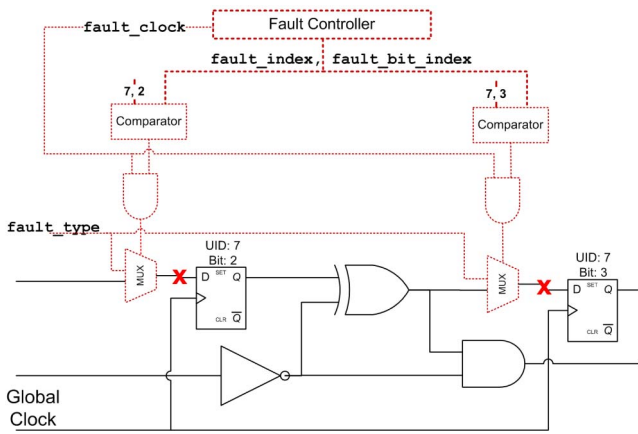 Fault Controller
fault_clock
fault_index, fault_bit_index
7, 2
7, 3
Comparator
Comparator
fault_type
UID: 7
Bit: 2
UID: 7
Bit: 3
MUX
MUX
D SET Q
CLR Q
D SET Q
CLR Q
Global
Clock